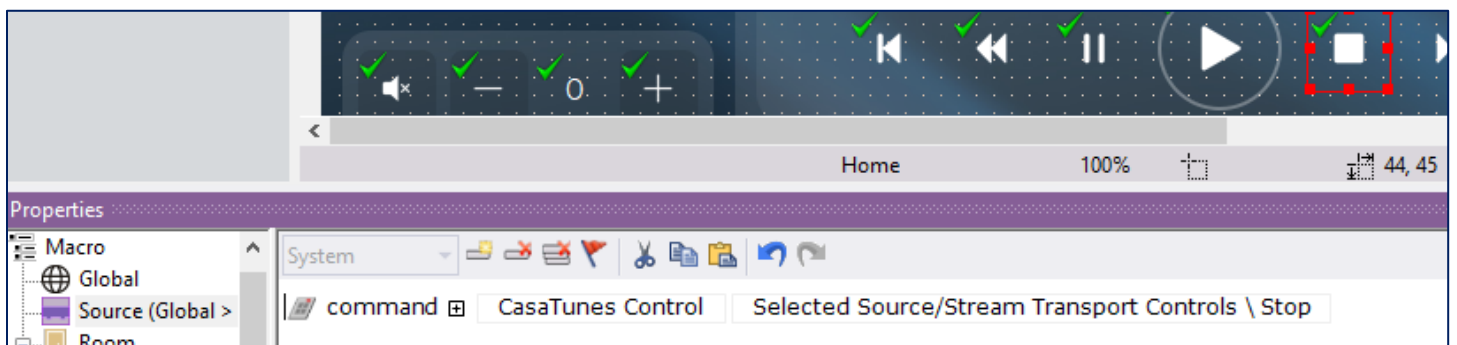 0
Home 100% 44, 45
Properties
Macro
Global
Source (Global >
Room
System
command CasaTunes Control Selected Source/Stream Transport Controls \ Stop